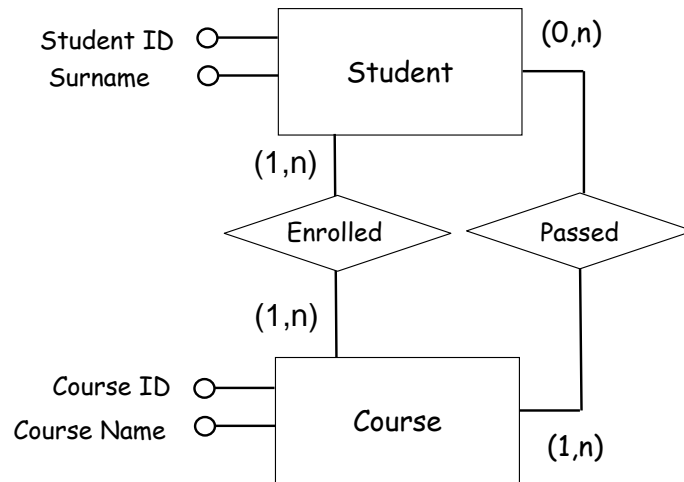 Student ID
Surname
Student
(0,n)
(1,n)
Enrolled
Passed
(1,n)
Course ID
Course Name
Course
(1,n)